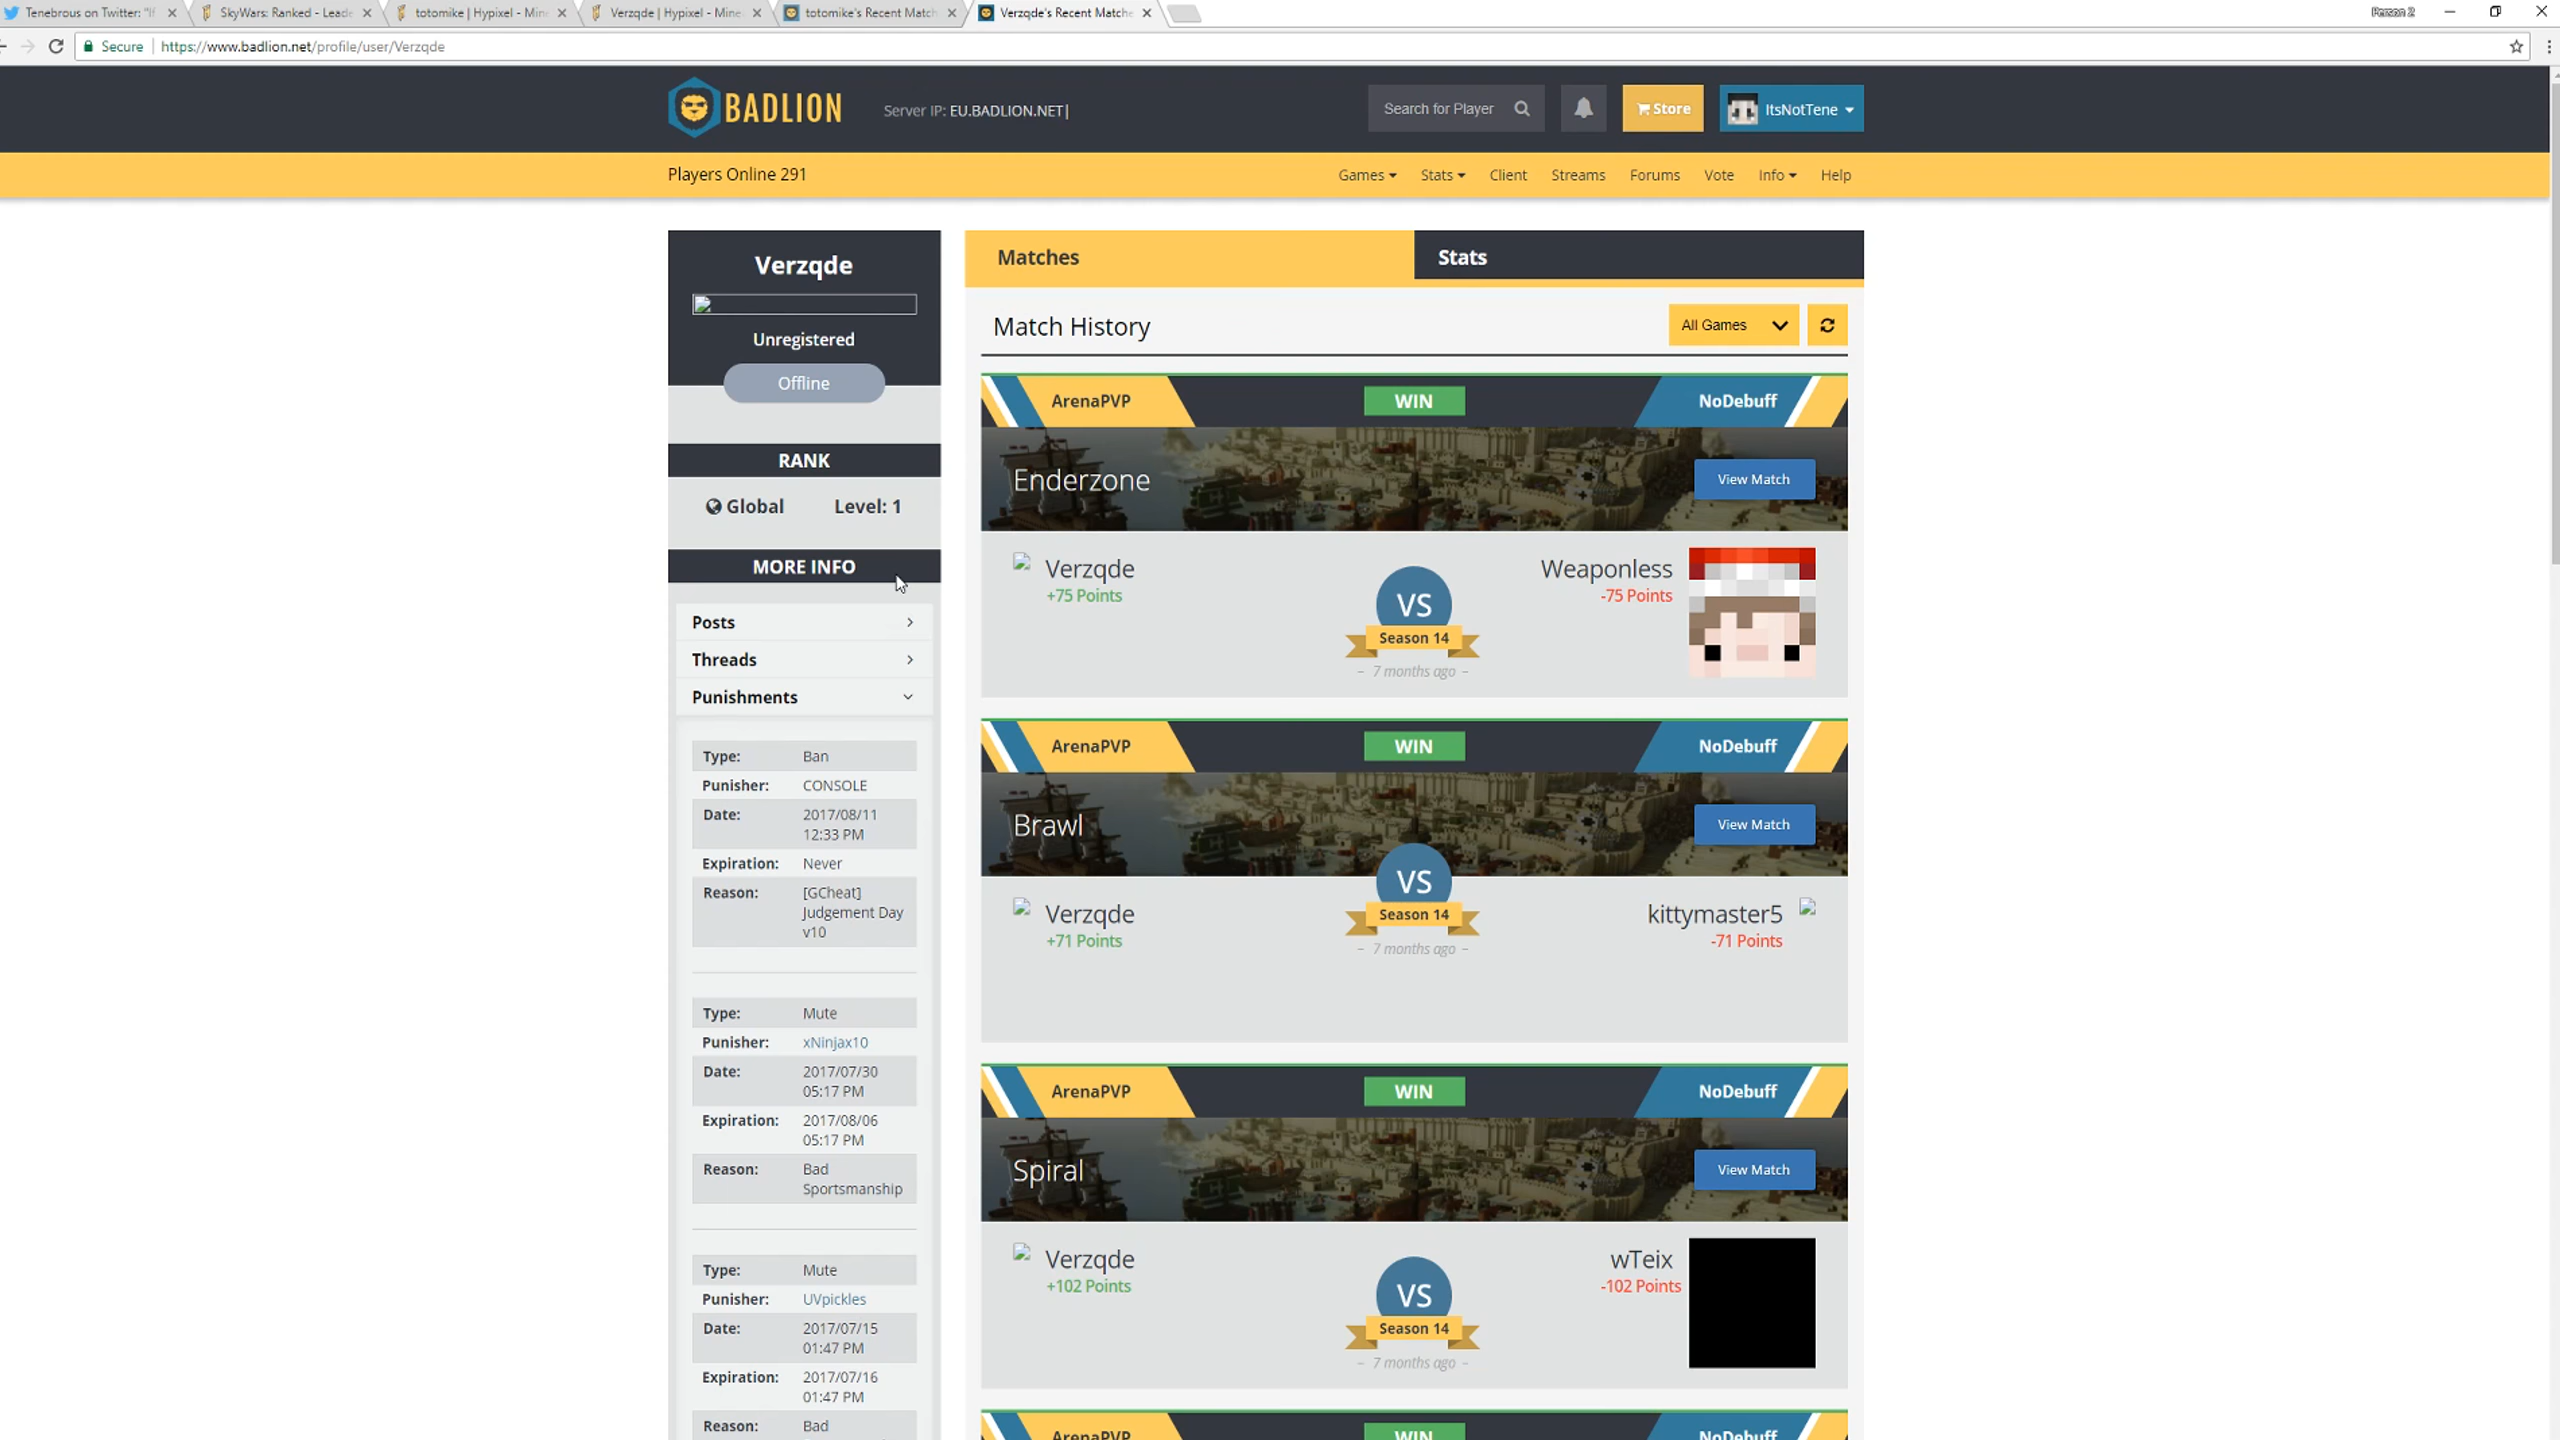 Tenebrous on Twitter: "If
SkyWars: Ranked - Leade
totomike | Hypixel - Mine
Verzqde | Hypixel - Mine
totomike's Recent Match
Verzqde's Recent Matche
Person 2
Secure | https://www.badlion.net/profile/user/Verzqde
BADLION
Server IP: EU.BADLION.NET|
Search for Player
Store
ItsNotTene
Players Online 291
Games
Stats
Client
Streams
Forums
Vote
Info
Help
Verzqde
Unregistered
Offline
RANK
Global Level: 1
MORE INFO
Posts
Threads
Punishments
Type: Ban
Punisher: CONSOLE
Date: 2017/08/11
12:33 PM
Expiration: Never
Reason: [GCheat]
Judgement Day
v10
Type: Mute
Punisher: xNinjax10
Date: 2017/07/30
05:17 PM
Expiration: 2017/08/06
05:17 PM
Reason: Bad
Sportsmanship
Type: Mute
Punisher: UVpickles
Date: 2017/07/15
01:47 PM
Expiration: 2017/07/16
01:47 PM
Reason: Bad
Matches
Stats
Match History
All Games
ArenaPVP WIN NoDebuff
Enderzone View Match
Verzqde VS Weaponless
+75 Points -75 Points
Season 14
– 7 months ago –
ArenaPVP WIN NoDebuff
Brawl View Match
Verzqde VS kittymaster5
+71 Points -71 Points
Season 14
– 7 months ago –
ArenaPVP WIN NoDebuff
Spiral View Match
Verzqde VS wTeix
+102 Points -102 Points
Season 14
– 7 months ago –
ArenaPVP WIN NoDebuff